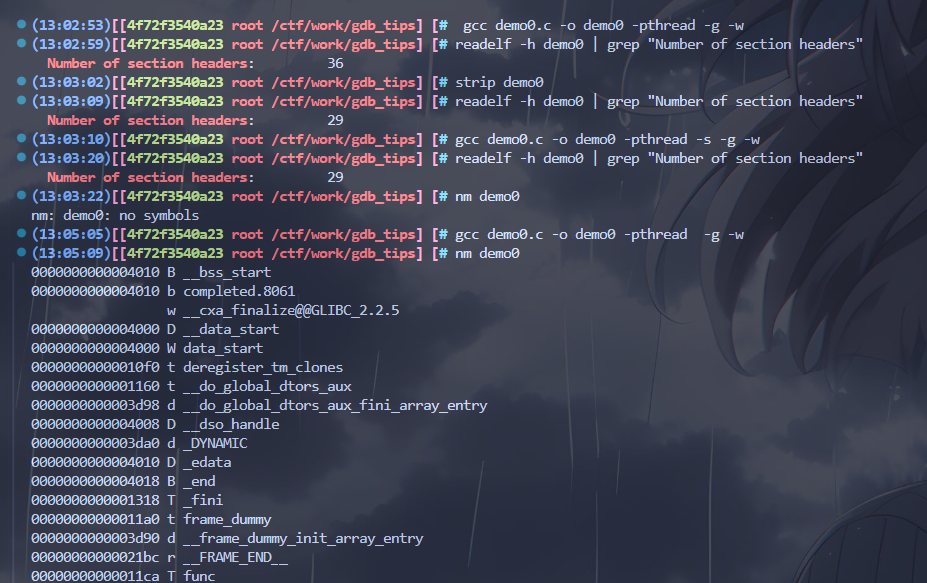 (13:02:53)[[4f72f3540a23 root /ctf/work/gdb_tips] [# gcc demo0.c -o demo0 -pthread -g -w
(13:02:59)[[4f72f3540a23 root /ctf/work/gdb_tips] [# readelf -h demo0 | grep "Number of section headers"
Number of section headers: 36
(13:03:02)[[4f72f3540a23 root /ctf/work/gdb_tips] [# strip demo0
(13:03:09)[[4f72f3540a23 root /ctf/work/gdb_tips] [# readelf -h demo0 | grep "Number of section headers"
Number of section headers: 29
(13:03:10)[[4f72f3540a23 root /ctf/work/gdb_tips] [# gcc demo0.c -o demo0 -pthread -s -g -w
(13:03:20)[[4f72f3540a23 root /ctf/work/gdb_tips] [# readelf -h demo0 | grep "Number of section headers"
Number of section headers: 29
(13:03:22)[[4f72f3540a23 root /ctf/work/gdb_tips] [# nm demo0
nm: demo0: no symbols
(13:05:05)[[4f72f3540a23 root /ctf/work/gdb_tips] [# gcc demo0.c -o demo0 -pthread  -g -w
(13:05:09)[[4f72f3540a23 root /ctf/work/gdb_tips] [# nm demo0
0000000000004010 B __bss_start
0000000000004010 b completed.8061
w __cxa_finalize@@GLIBC_2.2.5
0000000000004000 D __data_start
0000000000004000 W data_start
00000000000010f0 t deregister_tm_clones
0000000000001160 t __do_global_dtors_aux
0000000000003d98 d __do_global_dtors_aux_fini_array_entry
0000000000004008 D __dso_handle
0000000000003da0 d _DYNAMIC
0000000000004010 D _edata
0000000000004018 B _end
0000000000001318 T _fini
00000000000011a0 t frame_dummy
0000000000003d90 d __frame_dummy_init_array_entry
00000000000021bc r __FRAME_END__
00000000000011ca T func